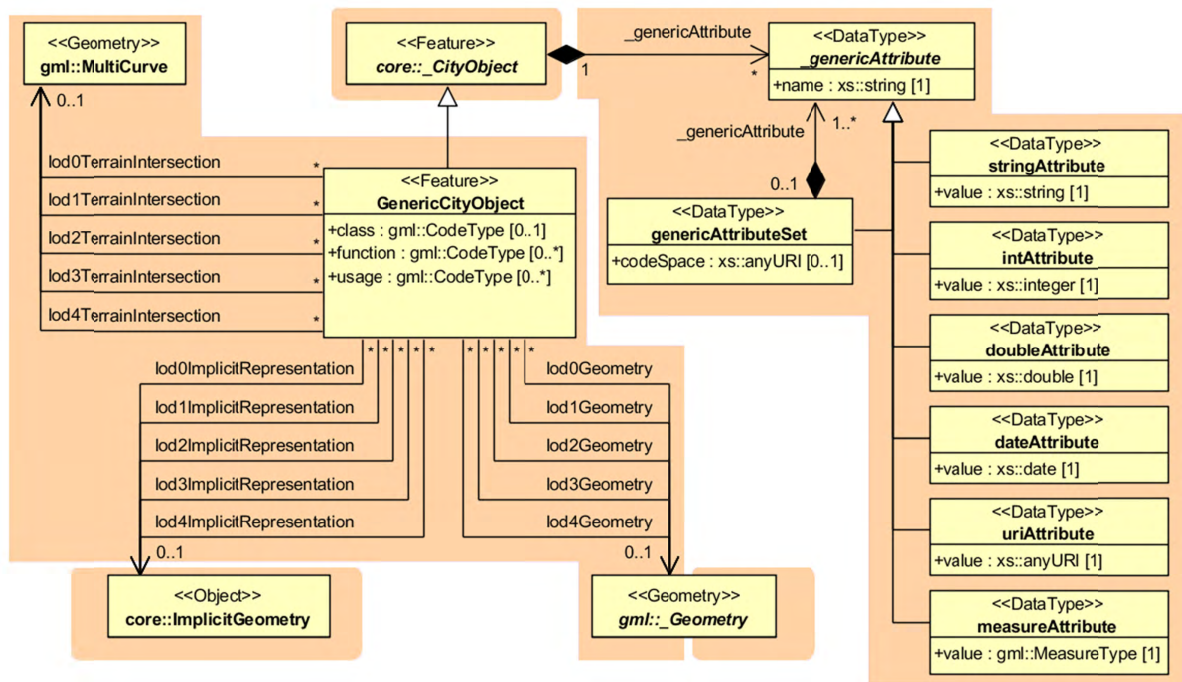 <<Geometry>>
gml::MultiCurve
0..1
<<Feature>>
core::_CityObject
1
_genericAttribute
*
<<DataType>>
_genericAttribute
+name : xs::string [1]
_genericAttribute
1..*
0..1
<<DataType>>
genericAttributeSet
+codeSpace : xs::anyURI [0..1]
lod0TerrainIntersection *
lod1TerrainIntersection *
lod2TerrainIntersection *
lod3TerrainIntersection *
lod4TerrainIntersection *
<<Feature>>
GenericCityObject
+class : gml::CodeType [0..1]
+function : gml::CodeType [0..*]
+usage : gml::CodeType [0..*]
* * * * * * * * * *
lod0ImplicitRepresentation
lod1ImplicitRepresentation
lod2ImplicitRepresentation
lod3ImplicitRepresentation
lod4ImplicitRepresentation
0..1
lod0Geometry
lod1Geometry
lod2Geometry
lod3Geometry
lod4Geometry
0..1
<<Object>>
core::ImplicitGeometry
<<Geometry>>
gml::_Geometry
<<DataType>>
stringAttribute
+value : xs::string [1]
<<DataType>>
intAttribute
+value : xs::integer [1]
<<DataType>>
doubleAttribute
+value : xs::double [1]
<<DataType>>
dateAttribute
+value : xs::date [1]
<<DataType>>
uriAttribute
+value : xs::anyURI [1]
<<DataType>>
measureAttribute
+value : gml::MeasureType [1]